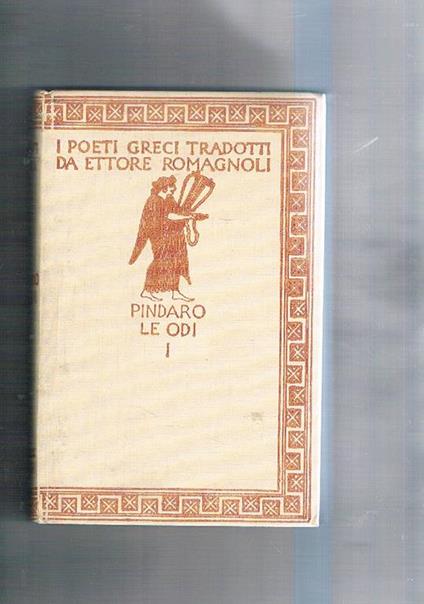 I POETI GRECI TRADOTTI
DA ETTORE ROMAGNOLI
PINDARO
LE ODI
I